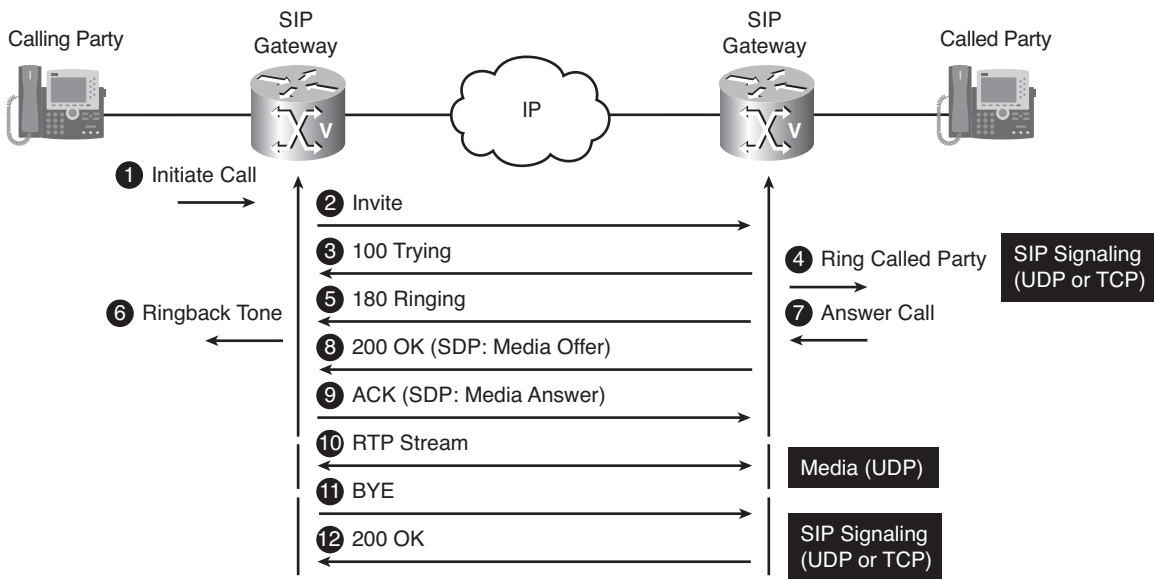 Calling Party
SIP
Gateway
SIP
Gateway
Called Party
IP
V
V
1 Initiate Call
2 Invite
3 100 Trying
4 Ring Called Party
SIP Signaling
(UDP or TCP)
5 180 Ringing
6 Ringback Tone
7 Answer Call
8 200 OK (SDP: Media Offer)
9 ACK (SDP: Media Answer)
10 RTP Stream
Media (UDP)
11 BYE
12 200 OK
SIP Signaling
(UDP or TCP)